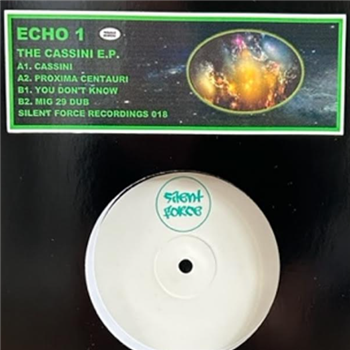 ECHO 1
THE CASSINI E.P.
A1. CASSINI
A2. PROXIMA CENTAURI
B1. YOU DON'T KNOW
B2. MIG 29 DUB
SILENT FORCE RECORDINGS 018
Silent
force